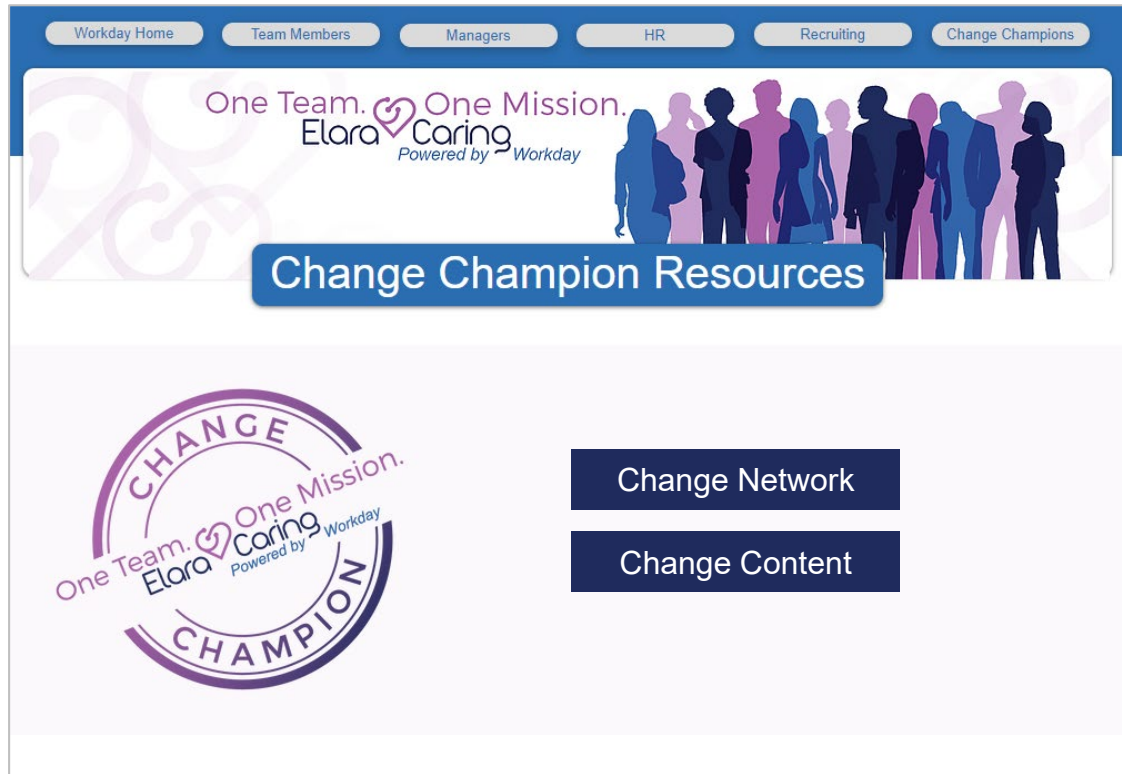 Workday Home
Team Members
Managers
HR
Recruiting
Change Champions
One Team. One Mission.
Elara Caring
Powered by Workday
Change Champion Resources
CHANGE
One Team. One Mission.
Elara Caring
Powered by Workday
CHAMPION
Change Network
Change Content